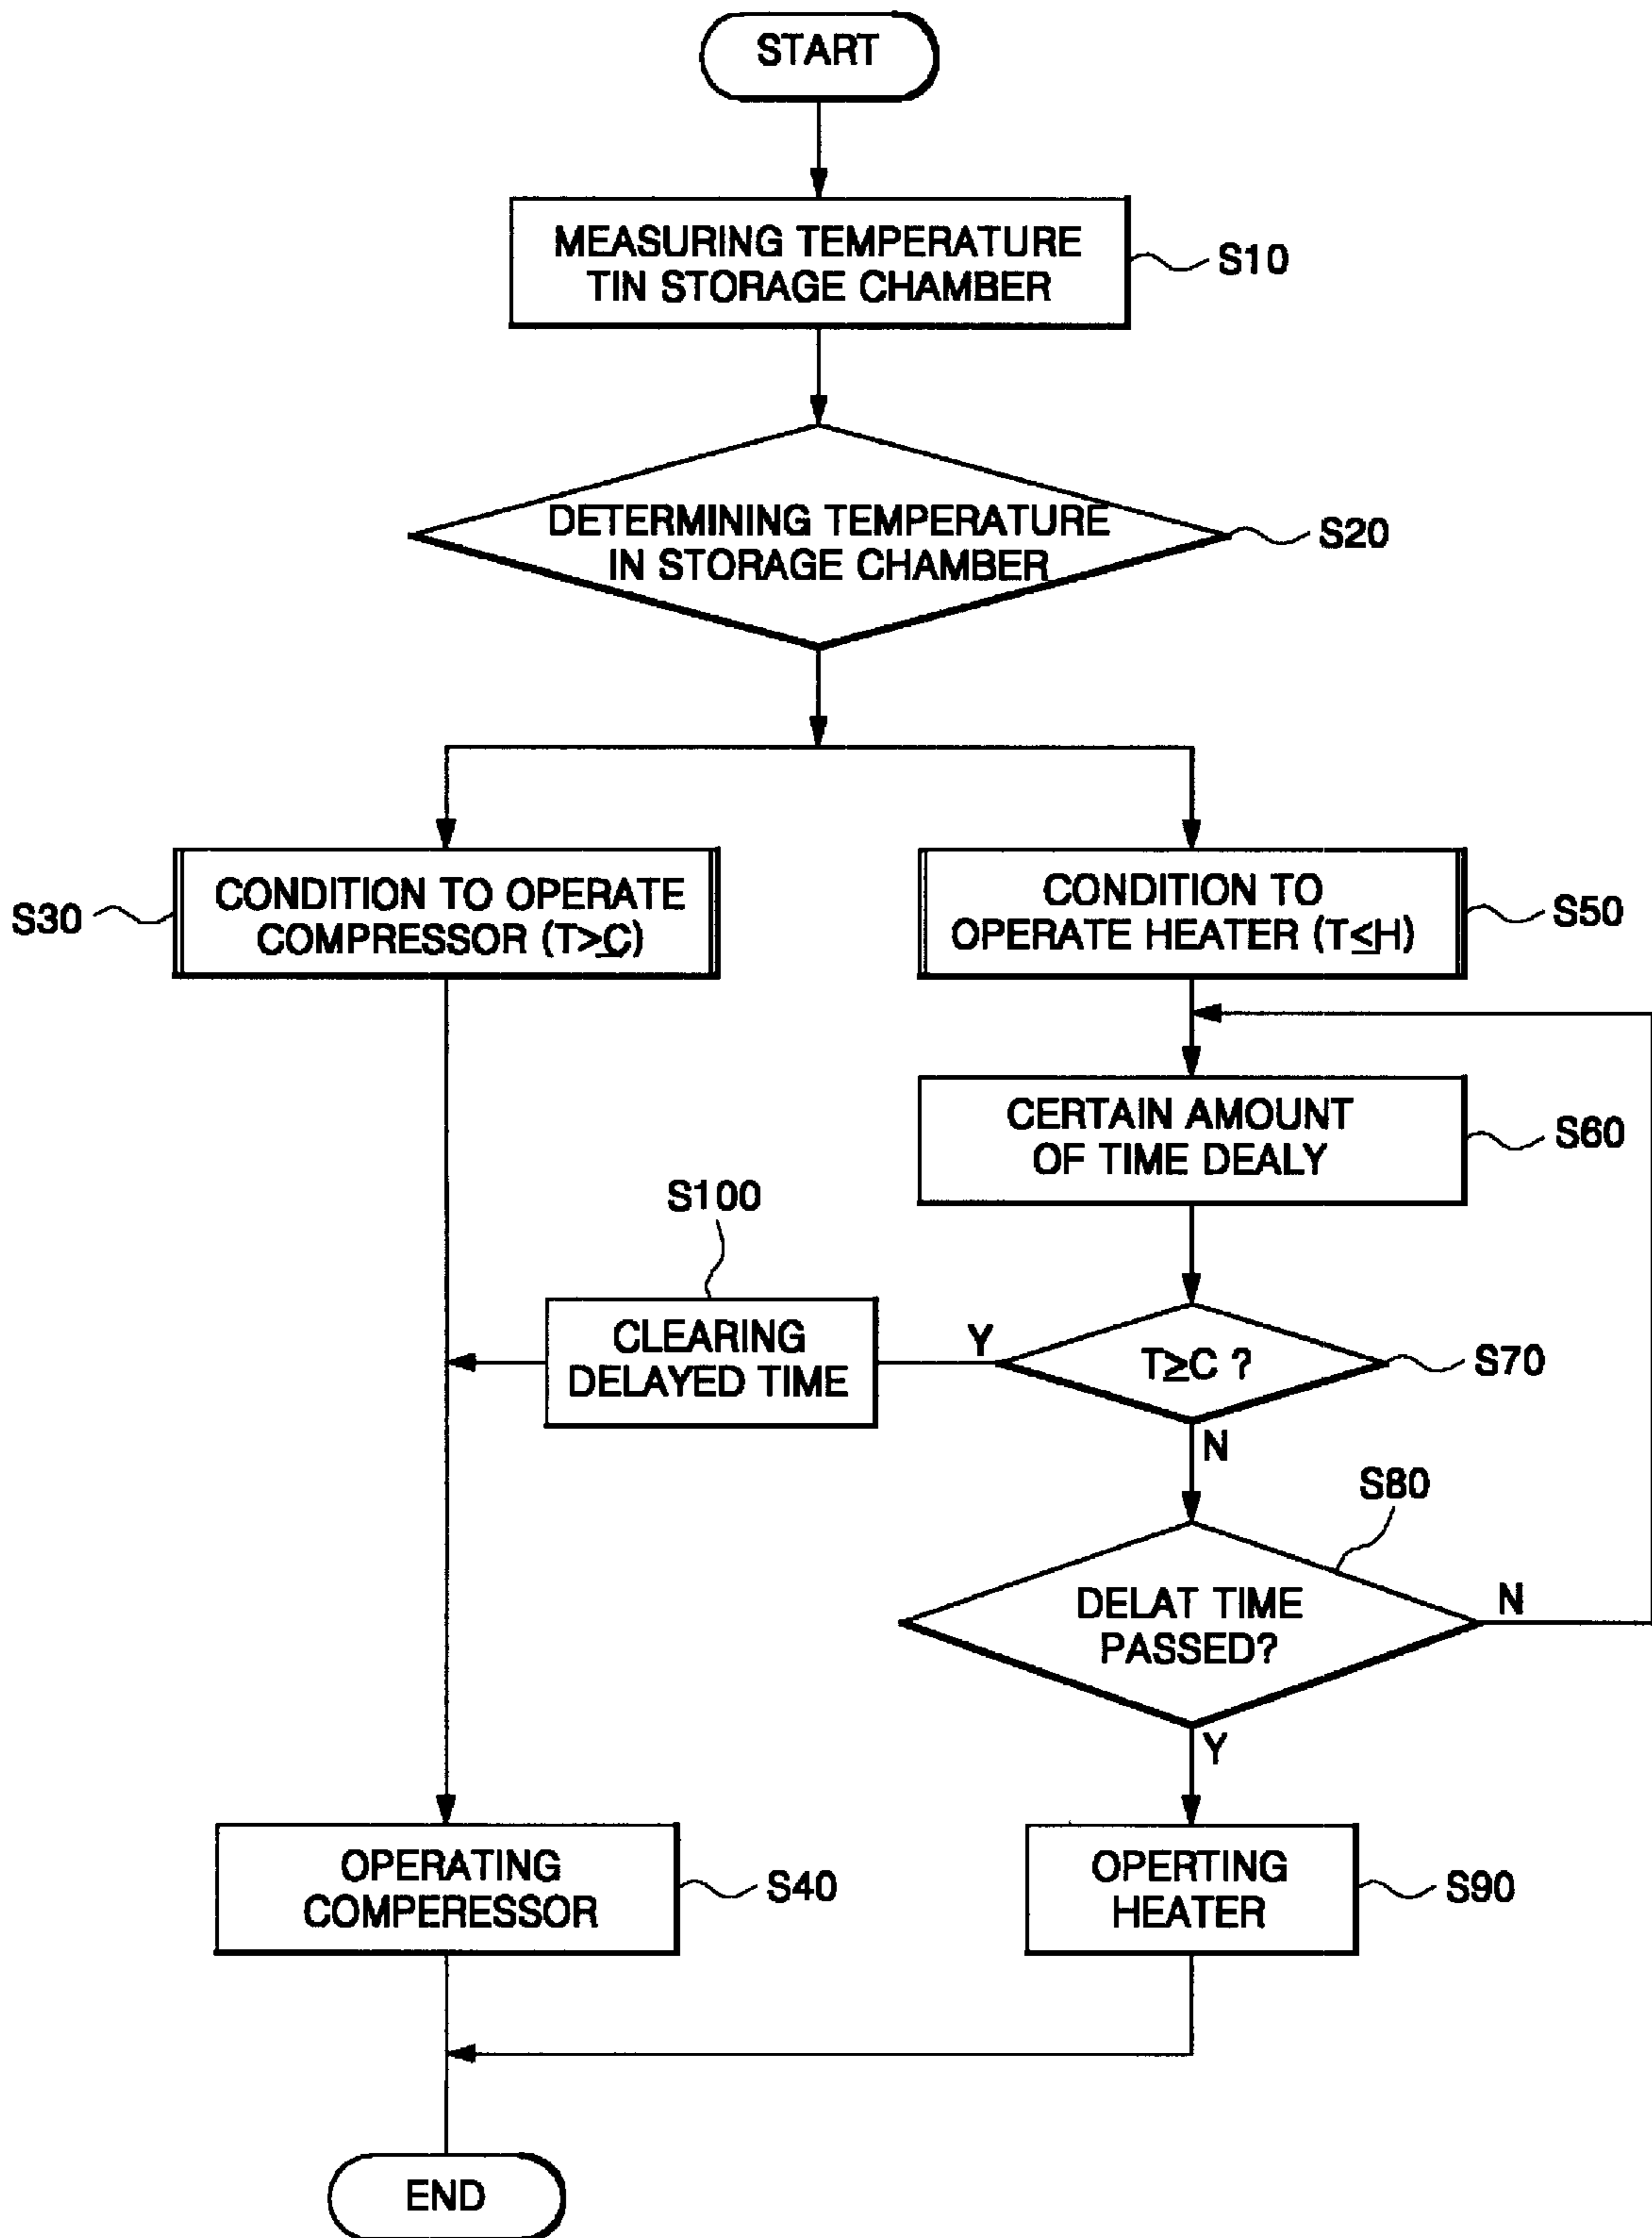 START
MEASURING TEMPERATURE
TIN STORAGE CHAMBER
S10
DETERMINING TEMPERATURE
IN STORAGE CHAMBER
S20
S30
CONDITION TO OPERATE
COMPRESSOR (T>C)
CONDITION TO
OPERATE HEATER (T≤H)
S50
CERTAIN AMOUNT
OF TIME DEALY
S60
S100
CLEARING
DELAYED TIME
Y
T≥C ?
S70
N
S80
DELAT TIME
PASSED?
N
Y
OPERATING
COMPERESSOR
S40
OPERTING
HEATER
S90
END